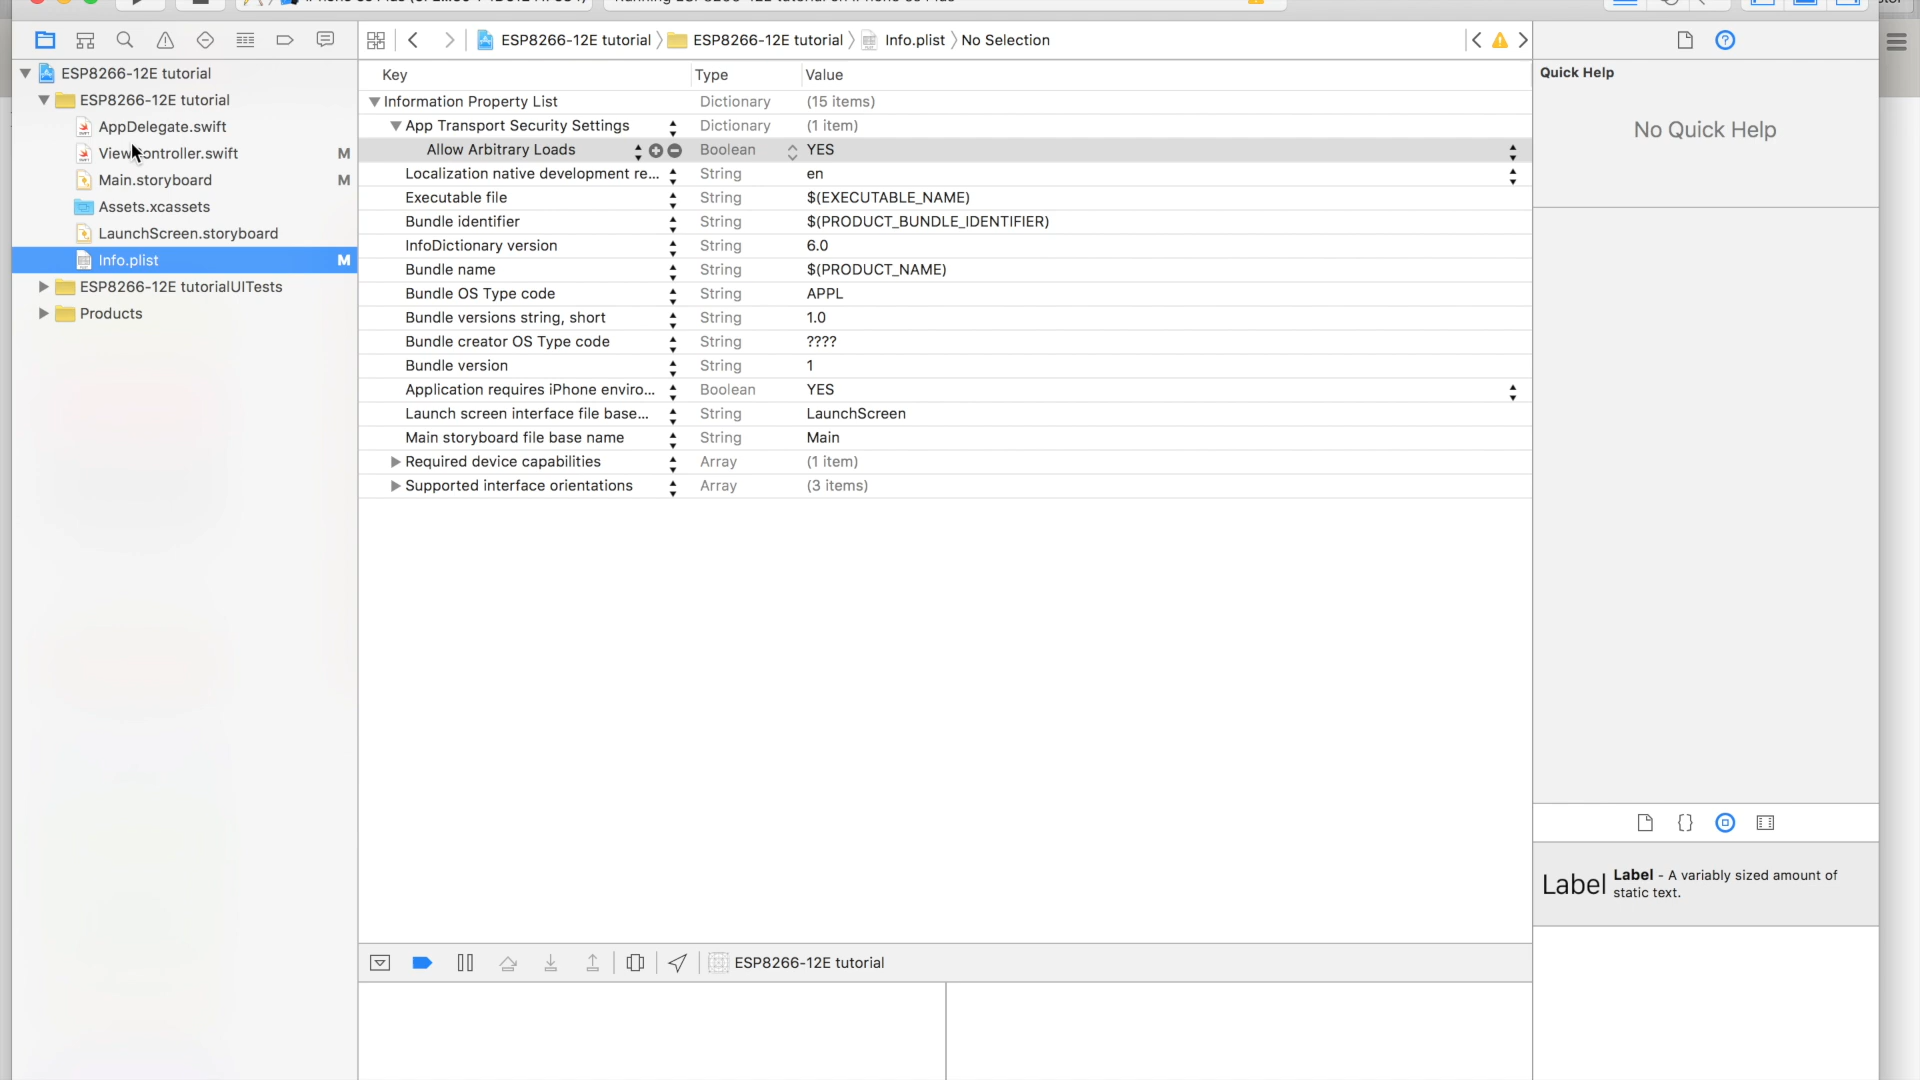 ESP8266-12E tutorial
ESP8266-12E tutorial
Info.plist
No Selection
Quick Help
No Quick Help
ESP8266-12E tutorial
ESP8266-12E tutorial
AppDelegate.swift
ViewController.swift M
Main.storyboard M
Assets.xcassets
LaunchScreen.storyboard
Info.plist M
ESP8266-12E tutorialUITests
Products
Key Type Value
Information Property List Dictionary (15 items)
App Transport Security Settings Dictionary (1 item)
Allow Arbitrary Loads Boolean YES
Localization native development re... String en
Executable file String $(EXECUTABLE_NAME)
Bundle identifier String $(PRODUCT_BUNDLE_IDENTIFIER)
InfoDictionary version String 6.0
Bundle name String $(PRODUCT_NAME)
Bundle OS Type code String APPL
Bundle versions string, short String 1.0
Bundle creator OS Type code String ????
Bundle version String 1
Application requires iPhone enviro... Boolean YES
Launch screen interface file base... String LaunchScreen
Main storyboard file base name String Main
Required device capabilities Array (1 item)
Supported interface orientations Array (3 items)
Label Label - A variably sized amount of
static text.
ESP8266-12E tutorial